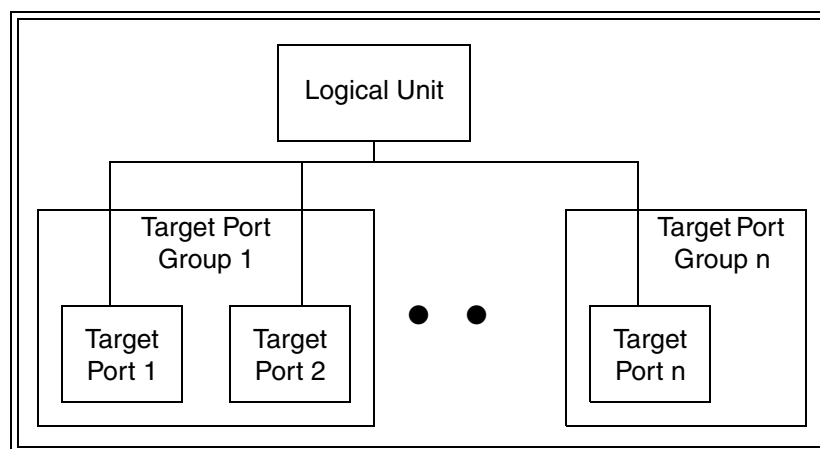 Logical Unit
Target Port
Group 1
Target Port
Group n
Target
Port 1
Target
Port 2
Target
Port n